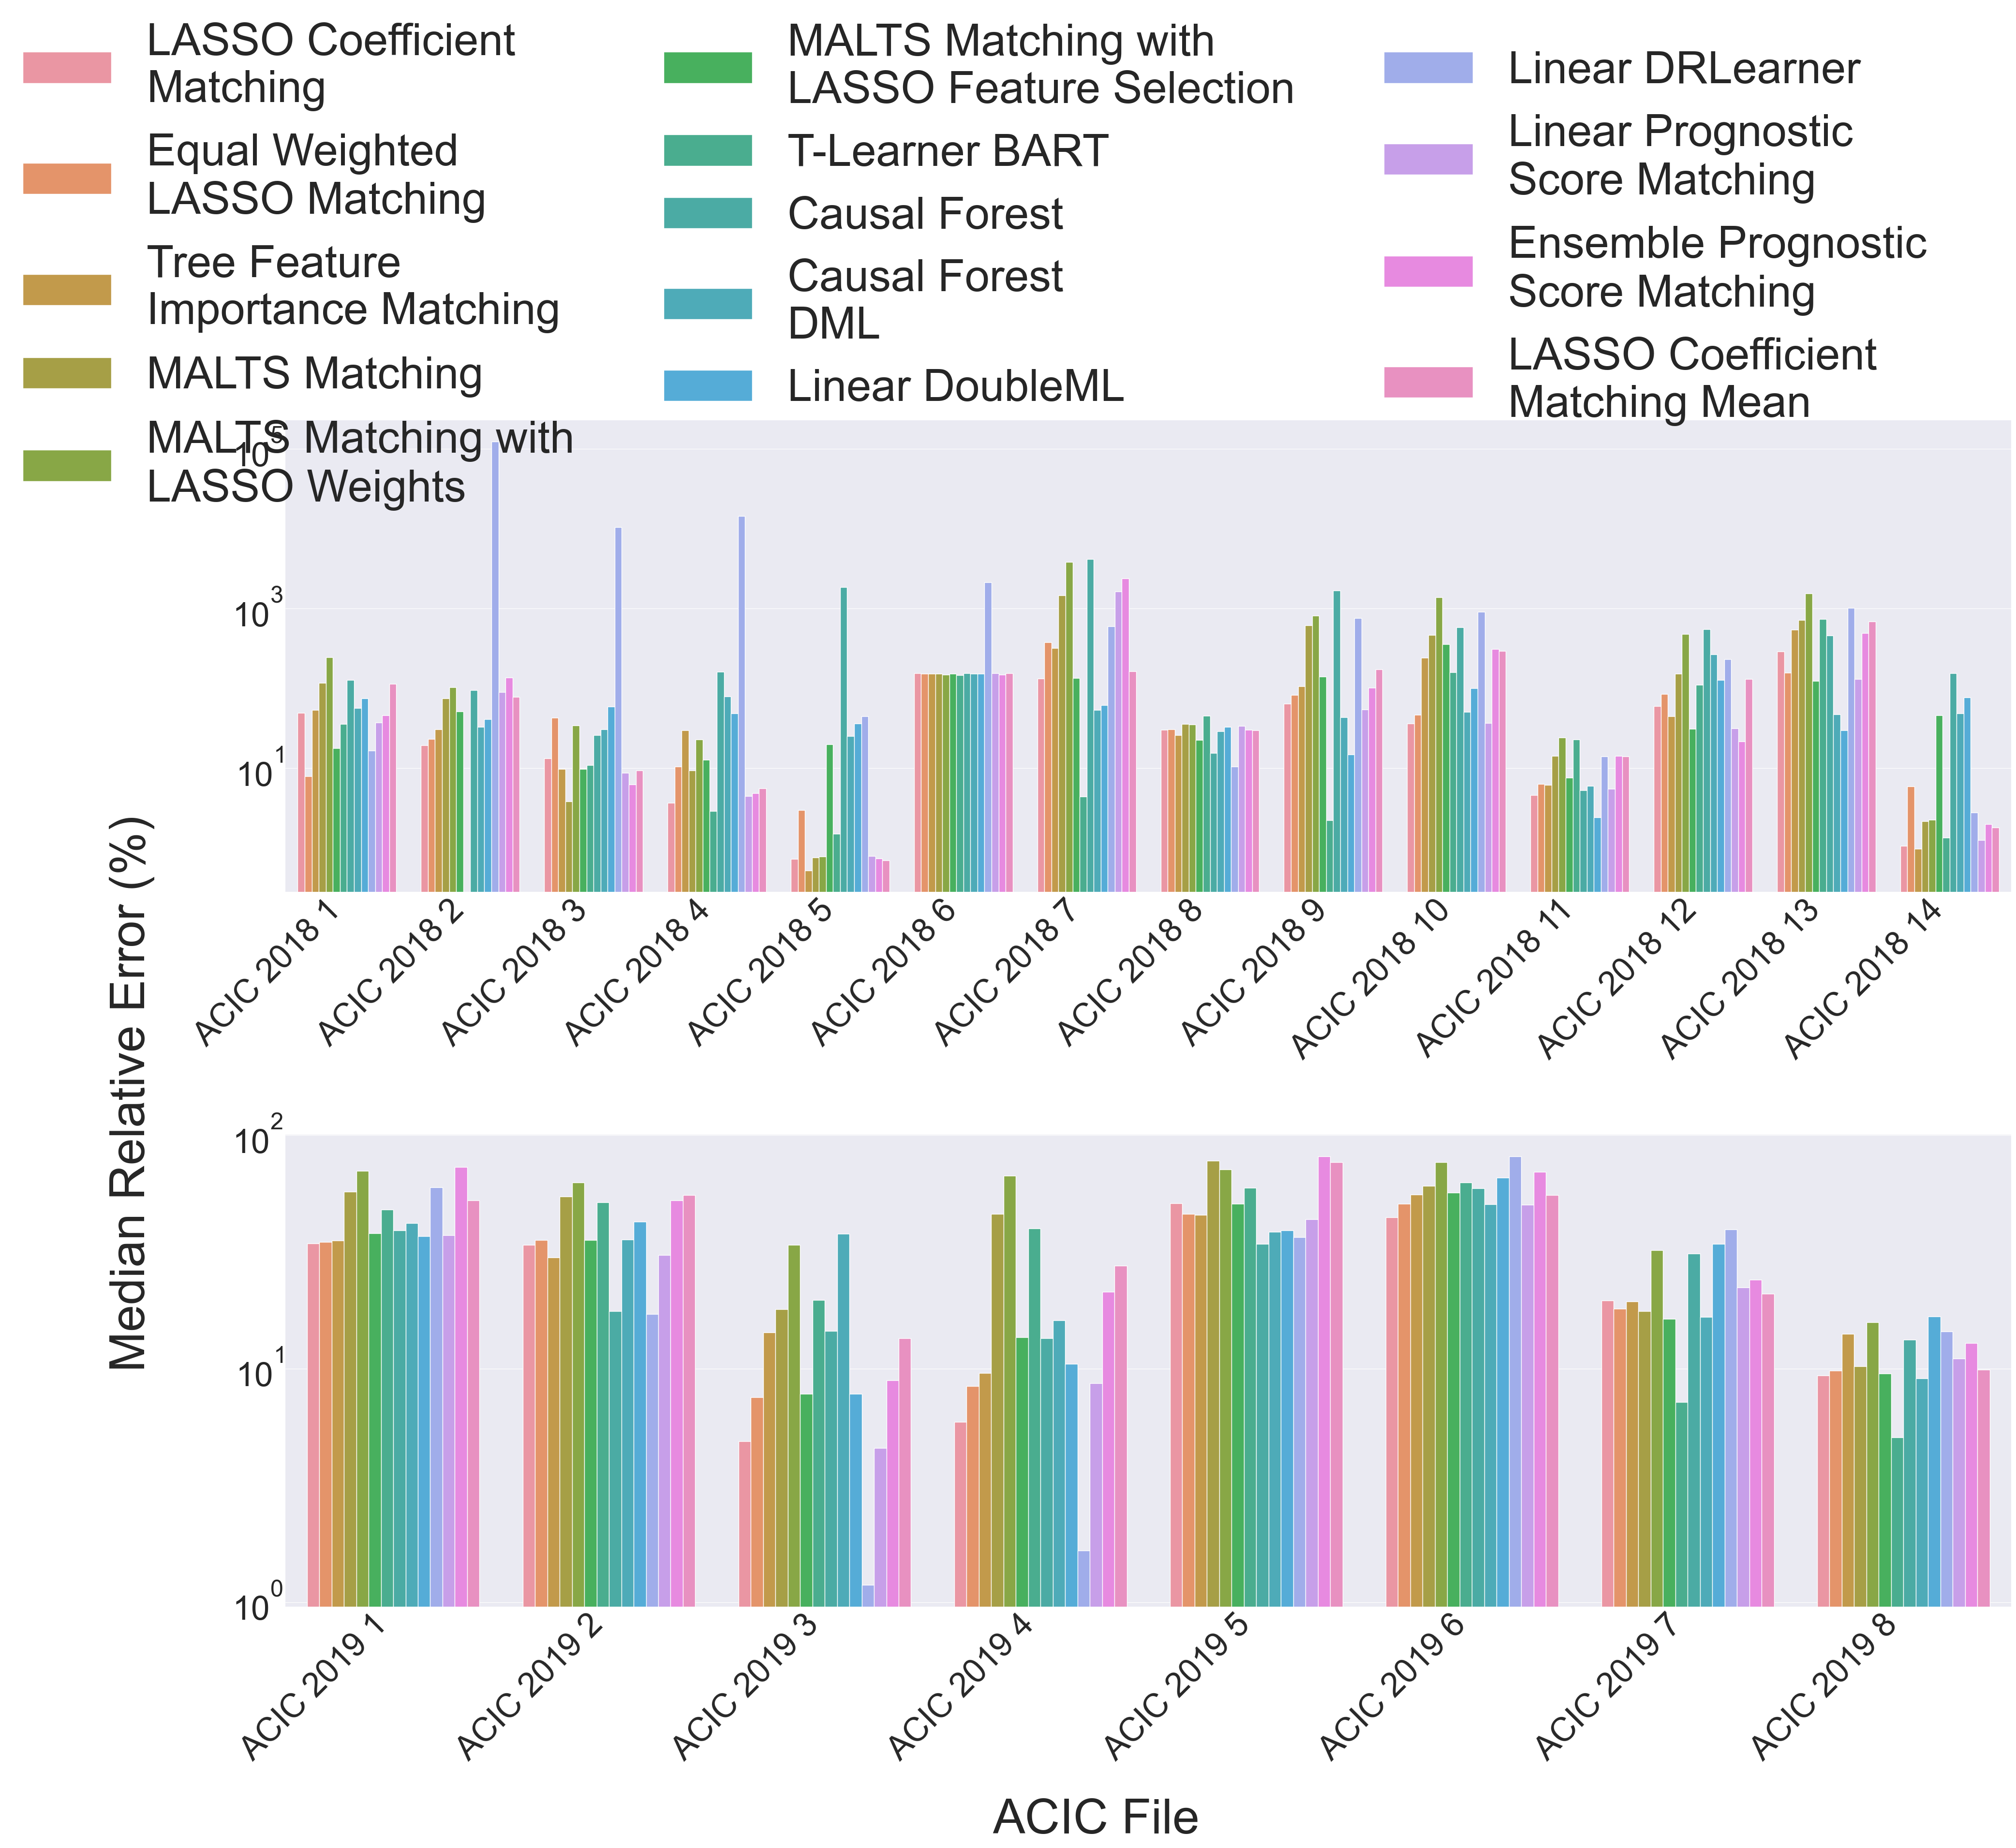 LASSO Coefficient
Matching
Equal Weighted
LASSO Matching
Tree Feature
Importance Matching
MALTS Matching
MALTS Matching with
LASSO Weights
MALTS Matching with
LASSO Feature Selection
T-Learner BART
Causal Forest
Causal Forest
DML
Linear DoubleML
Linear DRLearner
Linear Prognostic
Score Matching
Ensemble Prognostic
Score Matching
LASSO Coefficient
Matching Mean
Median Relative Error (%)
10^5
10^3
10^1
ACIC 2018 1
ACIC 2018 2
ACIC 2018 3
ACIC 2018 4
ACIC 2018 5
ACIC 2018 6
ACIC 2018 7
ACIC 2018 8
ACIC 2018 9
ACIC 2018 10
ACIC 2018 11
ACIC 2018 12
ACIC 2018 13
ACIC 2018 14
10^2
10^1
10^0
ACIC 2019 1
ACIC 2019 2
ACIC 2019 3
ACIC 2019 4
ACIC 2019 5
ACIC 2019 6
ACIC 2019 7
ACIC 2019 8
ACIC File